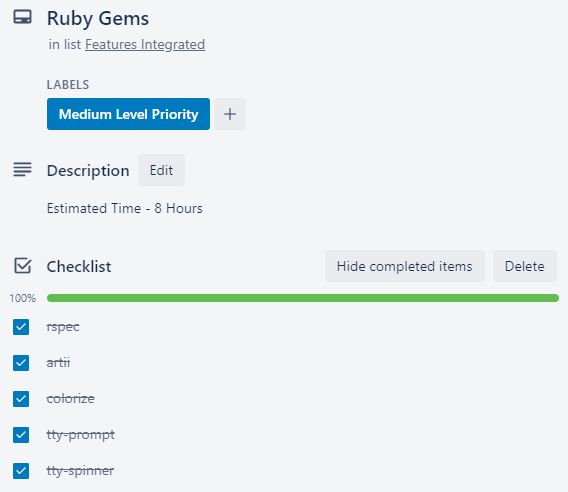 Ruby Gems
in list Features Integrated
LABELS
Medium Level Priority +
Description Edit
Estimated Time - 8 Hours
Checklist Hide completed items Delete
100%
rspec
artii
colorize
tty-prompt
tty-spinner